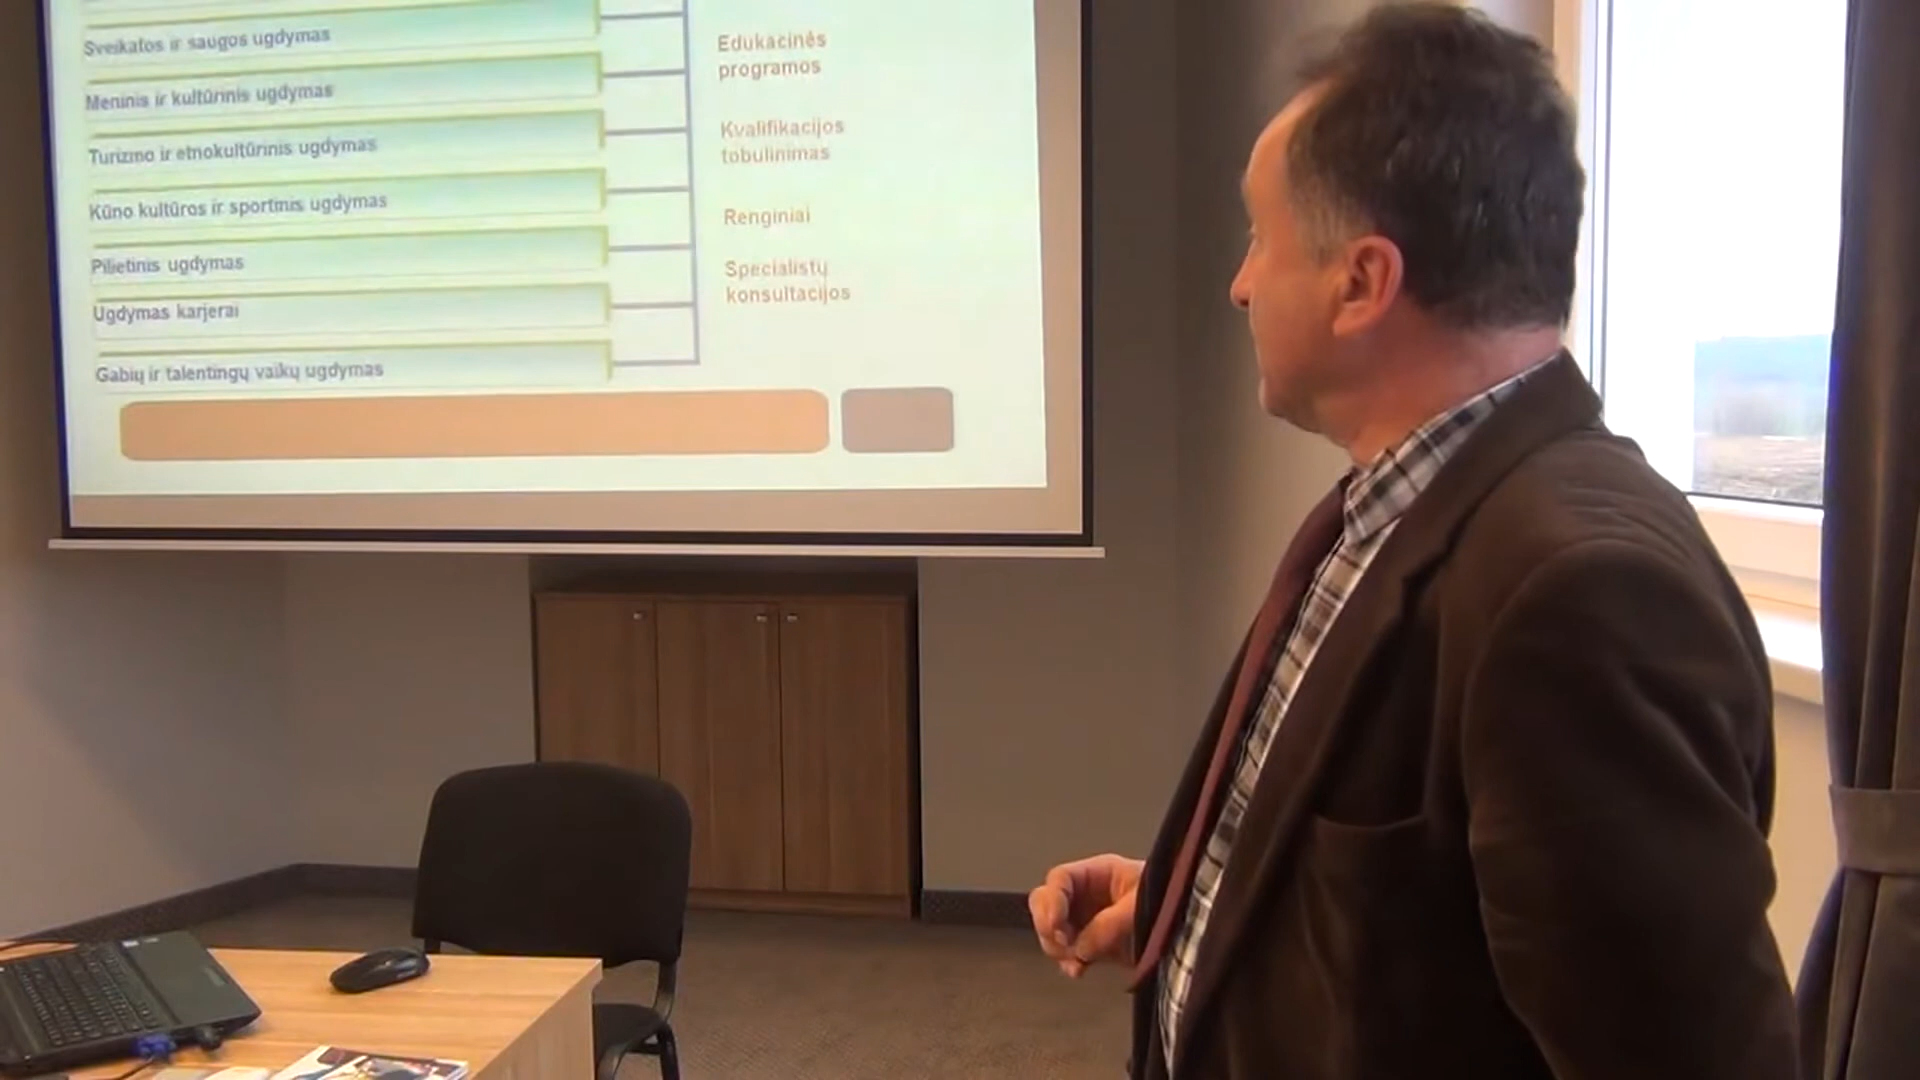 Sveikatos ir saugos ugdymas
Meninis ir kultūrinis ugdymas
Turizmo ir etnokultūrinis ugdymas
Kūno kultūros ir sportinis ugdymas
Pilietinis ugdymas
Ugdymas karjerai
Gabių ir talentingų vaikų ugdymas
Edukacinės
programos
Kvalifikacijos
tobulinimas
Renginiai
Specialistų
konsultacijos